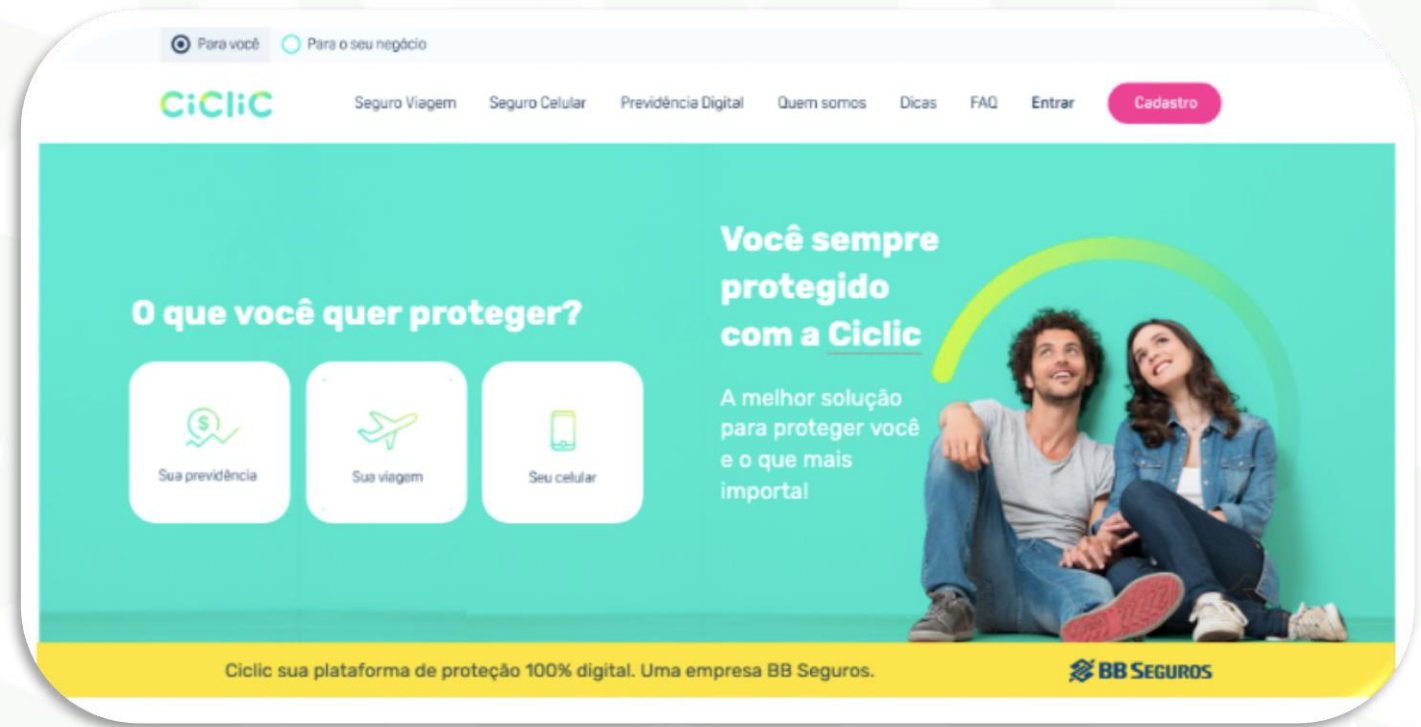 Para você Para o seu negócio
CiCliC Seguro Viagem Seguro Celular Previdência Digital Quem somos Dicas FAQ Entrar Cadastro
O que você quer proteger?
Sua previdência Sua viagem Seu celular
Você sempre
protegido
com a Ciclic
A melhor solução
para proteger você
e o que mais
importa!
Ciclic sua plataforma de proteção 100% digital. Uma empresa BB Seguros.
BB SEGUROS